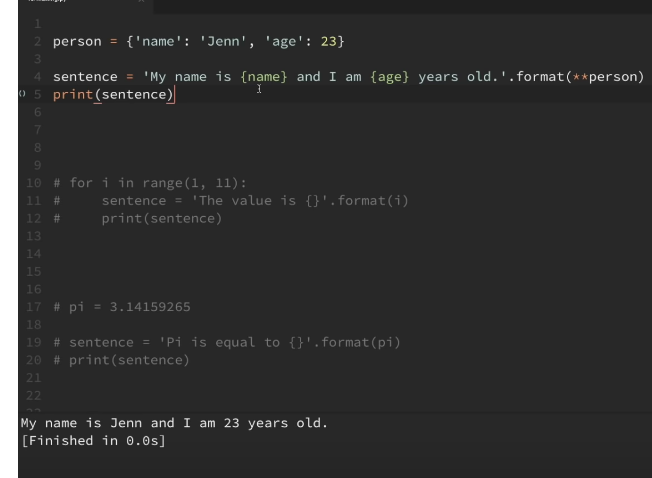 1
2 person = {'name': 'Jenn', 'age': 23}
3
4 sentence = 'My name is {name} and I am {age} years old.'.format(**person)
5 print(sentence)
6
7
8
9
10 # for i in range(1, 11):
11 #     sentence = 'The value is {}'.format(i)
12 #     print(sentence)
13
14
15
16
17 # pi = 3.14159265
18
19 # sentence = 'Pi is equal to {}'.format(pi)
20 # print(sentence)
21
22
My name is Jenn and I am 23 years old.
[Finished in 0.0s]